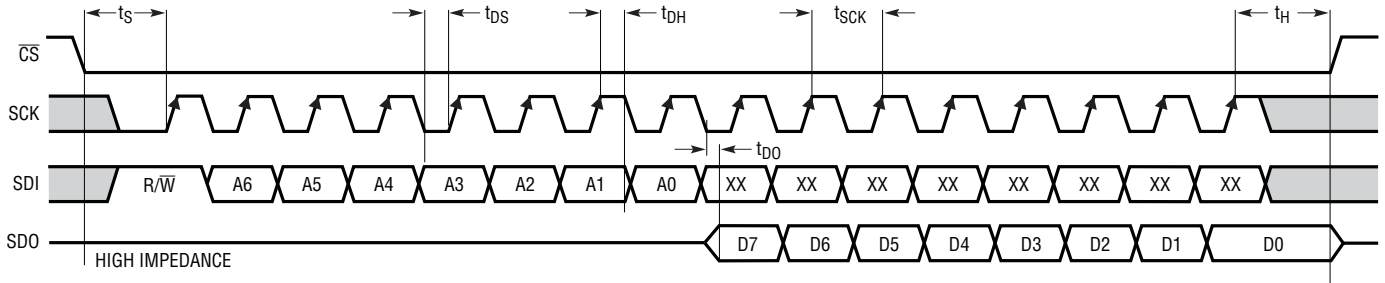 tS tDS tDH tSCK tH
CS
SCK
tDO
SDI R/W A6 A5 A4 A3 A2 A1 A0 XX XX XX XX XX XX XX XX
SDO D7 D6 D5 D4 D3 D2 D1 D0
HIGH IMPEDANCE